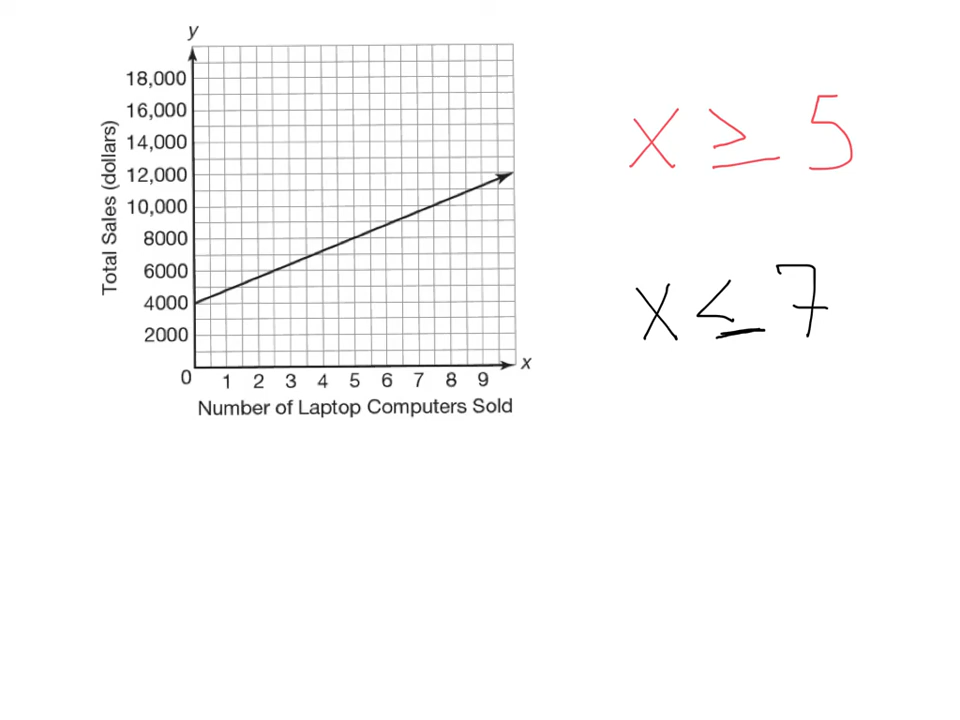 y
18,000
16,000
14,000
12,000
10,000
8000
6000
4000
2000
0 1 2 3 4 5 6 7 8 9 x
Number of Laptop Computers Sold
Total Sales (dollars)
x ≥ 5
x ≤ 7